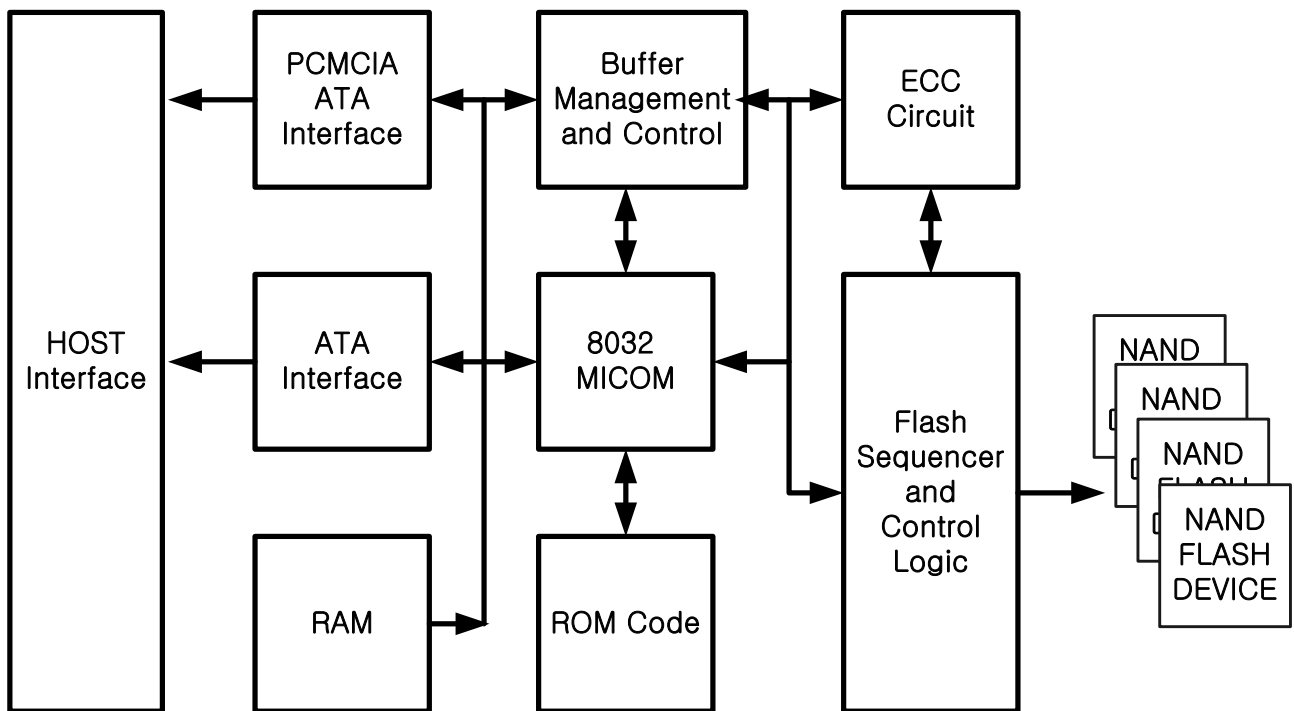 PCMCIA
ATA
Interface
Buffer
Management
and Control
ECC
Circuit
HOST
Interface
ATA
Interface
8032
MICOM
Flash
Sequencer
and
Control
Logic
RAM
ROM Code
NAND
NAND
NAND
FLASH
NAND
FLASH
DEVICE